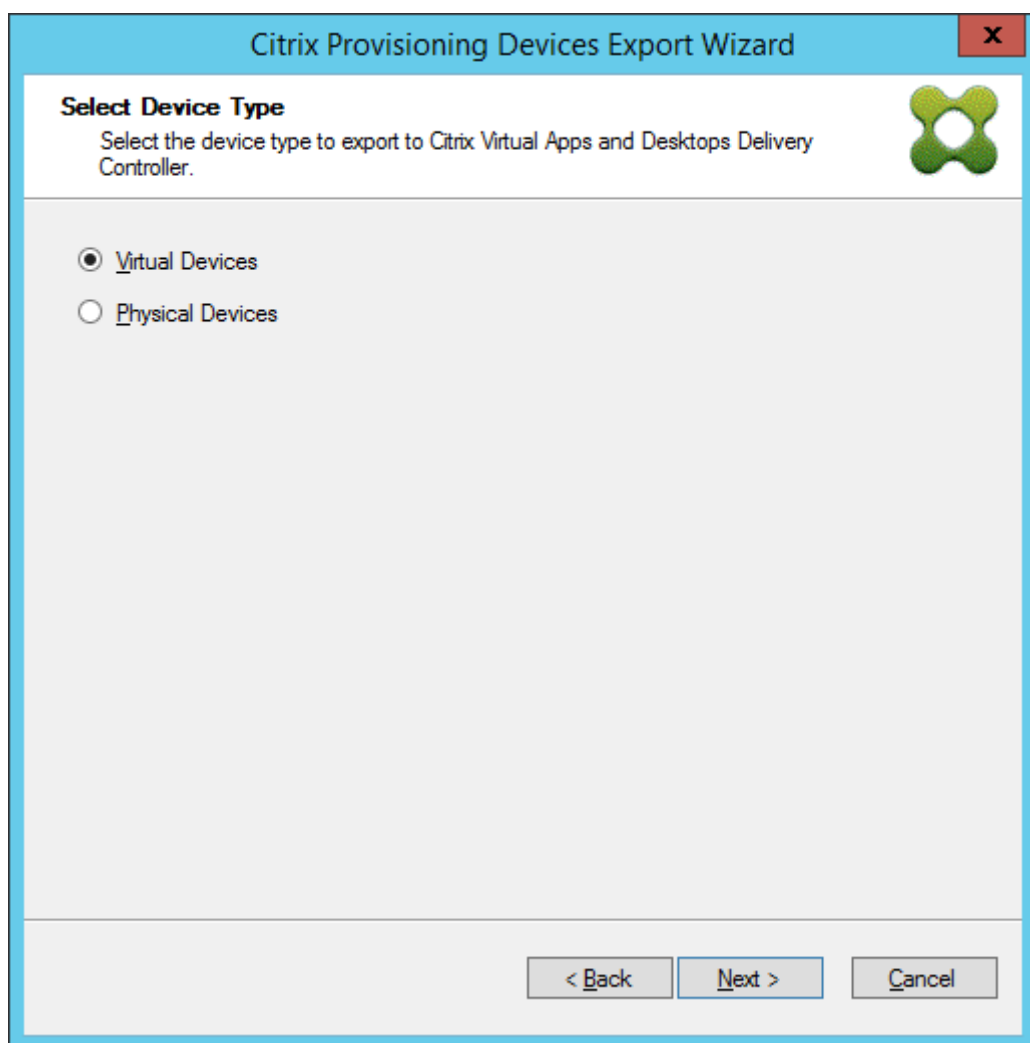 Citrix Provisioning Devices Export Wizard
x
Select Device Type
Select the device type to export to Citrix Virtual Apps and Desktops Delivery
Controller.
Virtual Devices
Physical Devices
< Back Next > Cancel